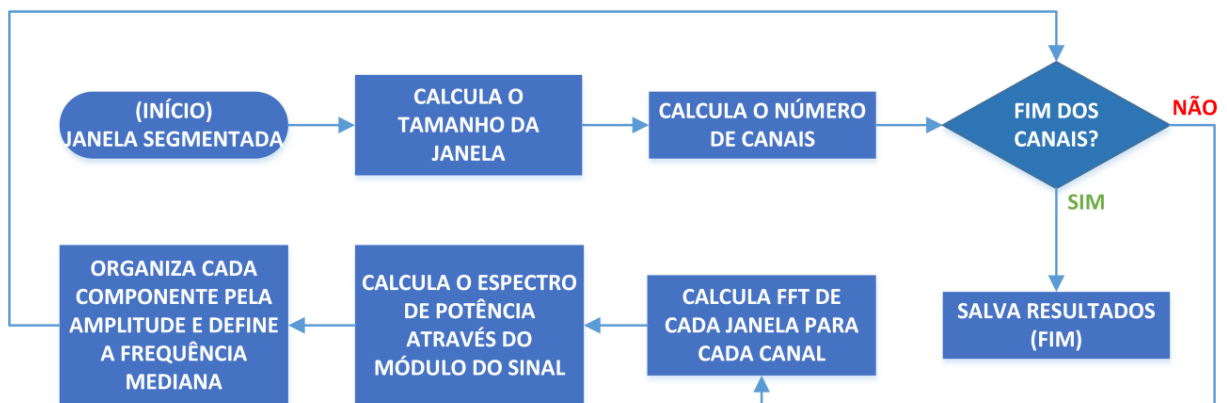 (INÍCIO)
JANELA SEGMENTADA
CALCULA O
TAMANHO DA
JANELA
CALCULA O NÚMERO
DE CANAIS
FIM DOS
CANAIS?
NÃO
SIM
SALVA RESULTADOS
(FIM)
CALCULA FFT DE
CADA JANELA PARA
CADA CANAL
CALCULA O ESPECTRO
DE POTÊNCIA
ATRAVÉS DO
MÓDULO DO SINAL
ORGANIZA CADA
COMPONENTE PELA
AMPLITUDE E DEFINE
A FREQUÊNCIA
MEDIANA